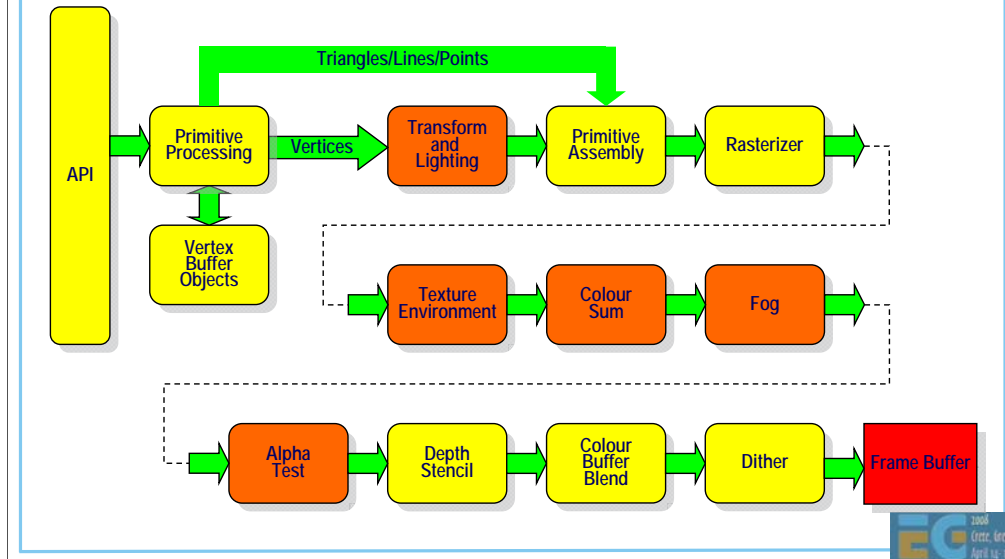 Triangles/Lines/Points
API
Primitive
Processing
Vertices
Transform
and
Lighting
Primitive
Assembly
Rasterizer
Vertex
Buffer
Objects
Texture
Environment
Colour
Sum
Fog
Alpha
Test
Depth
Stencil
Colour
Buffer
Blend
Dither
Frame Buffer
EG
2008